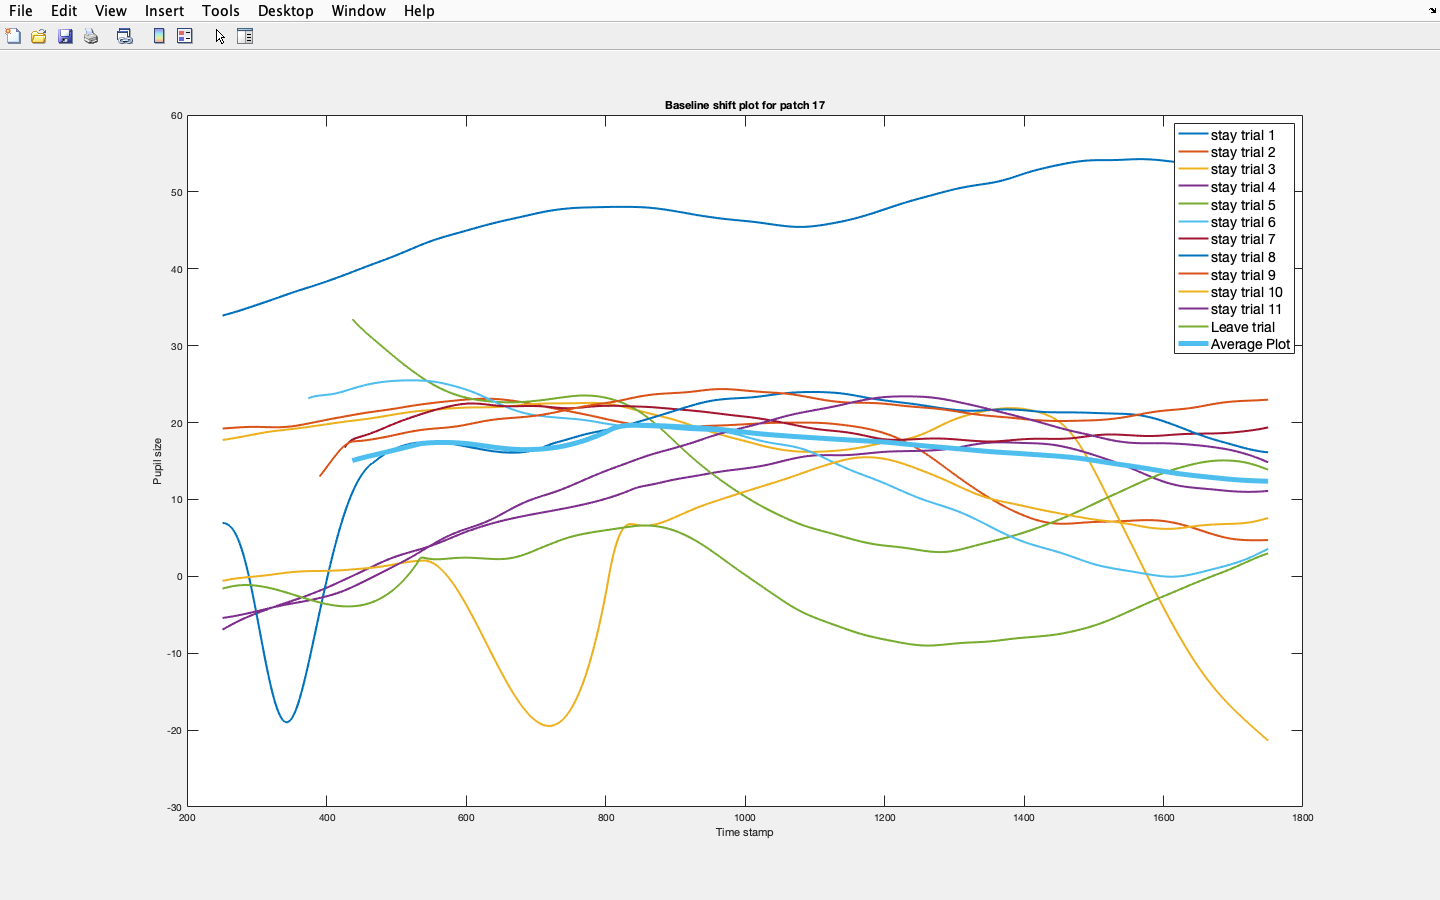 File Edit View Insert Tools Desktop Window Help
Baseline shift plot for patch 17
60
50
40
30
20
10
0
-10
-20
-30
Pupil size
200 400 600 800 1000 1200 1400 1600 1800
Time stamp
stay trial 1
stay trial 2
stay trial 3
stay trial 4
stay trial 5
stay trial 6
stay trial 7
stay trial 8
stay trial 9
stay trial 10
stay trial 11
Leave trial
Average Plot